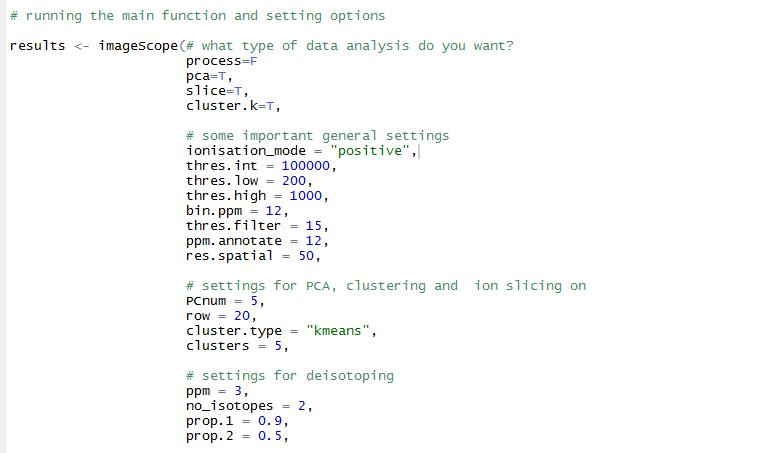 # running the main function and setting options
results <- imageScope(# what type of data analysis do you want?
process=F
pca=T,
slice=T,
cluster.k=T,
# some important general settings
ionisation_mode = "positive",
thres.int = 100000,
thres.low = 200,
thres.high = 1000,
bin.ppm = 12,
thres.filter = 15,
ppm.annotate = 12,
res.spatial = 50,
# settings for PCA, clustering and  ion slicing on
PCnum = 5,
row = 20,
cluster.type = "kmeans",
clusters = 5,
# settings for deisotoping
ppm = 3,
no_isotopes = 2,
prop.1 = 0.9,
prop.2 = 0.5,